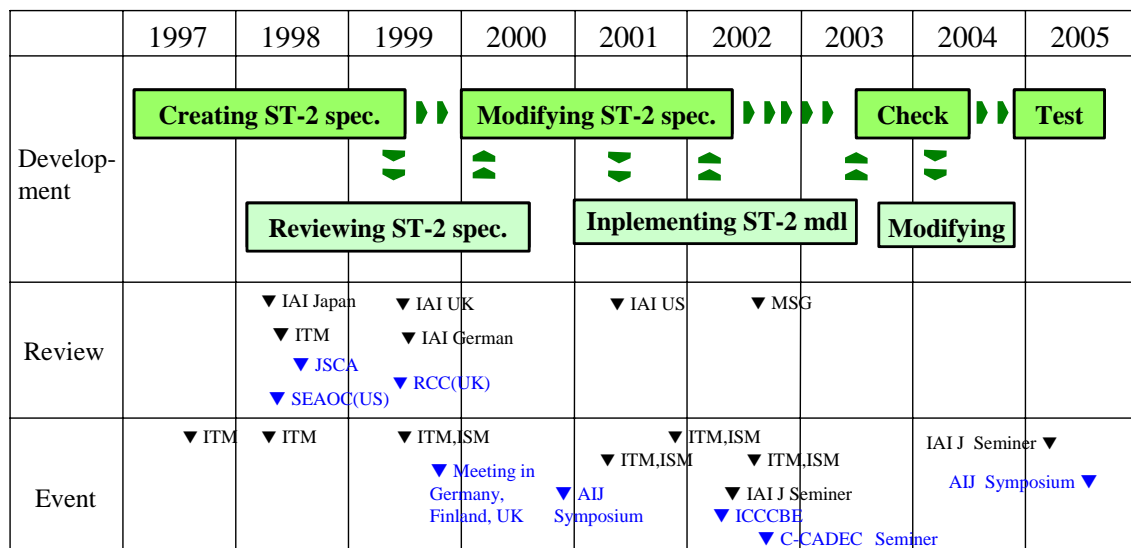 1997 1998 1999 2000 2001 2002 2003 2004 2005
Develop-
ment
Creating ST-2 spec.
Modifying ST-2 spec.
Check
Test
Reviewing ST-2 spec.
Inplementing ST-2 mdl
Modifying
Review
IAI Japan
IAI UK
IAI US
MSG
ITM
IAI German
JSCA
RCC(UK)
SEAOC(US)
Event
ITM
ITM
ITM,ISM
ITM,ISM
IAI J Seminer
ITM,ISM
ITM,ISM
Meeting in
Germany,
Finland, UK
AIJ
Symposium
IAI J Seminer
AIJ Symposium
ICCCBE
C-CADEC Seminer